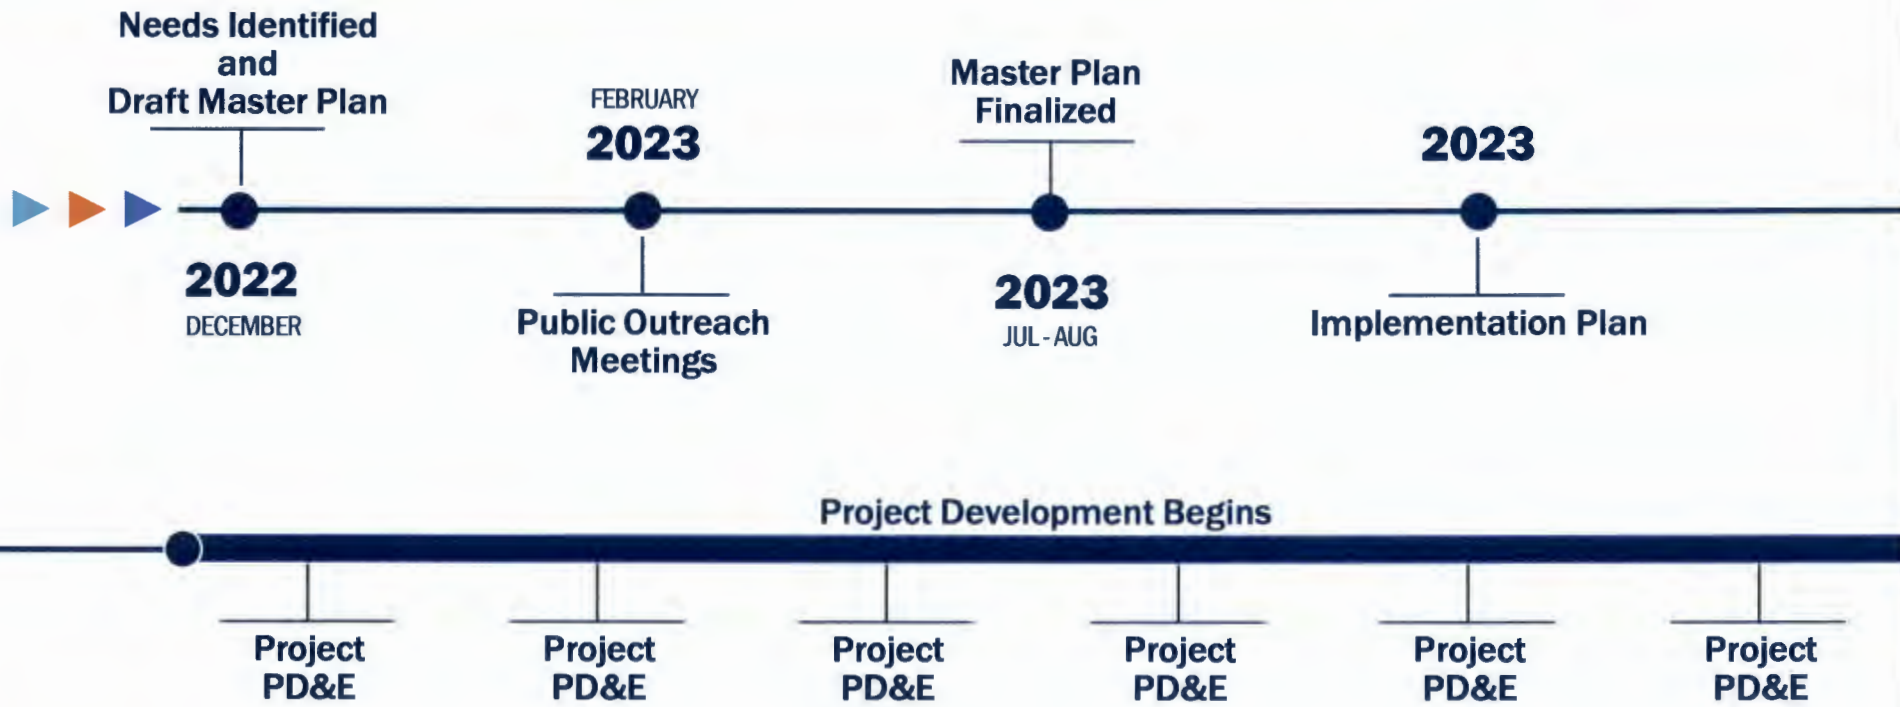 Needs Identified
and
Draft Master Plan
2022
DECEMBER
FEBRUARY
2023
Public Outreach
Meetings
Master Plan
Finalized
2023
JUL-AUG
2023
Implementation Plan
Project Development Begins
Project
PD&E
Project
PD&E
Project
PD&E
Project
PD&E
Project
PD&E
Project
PD&E